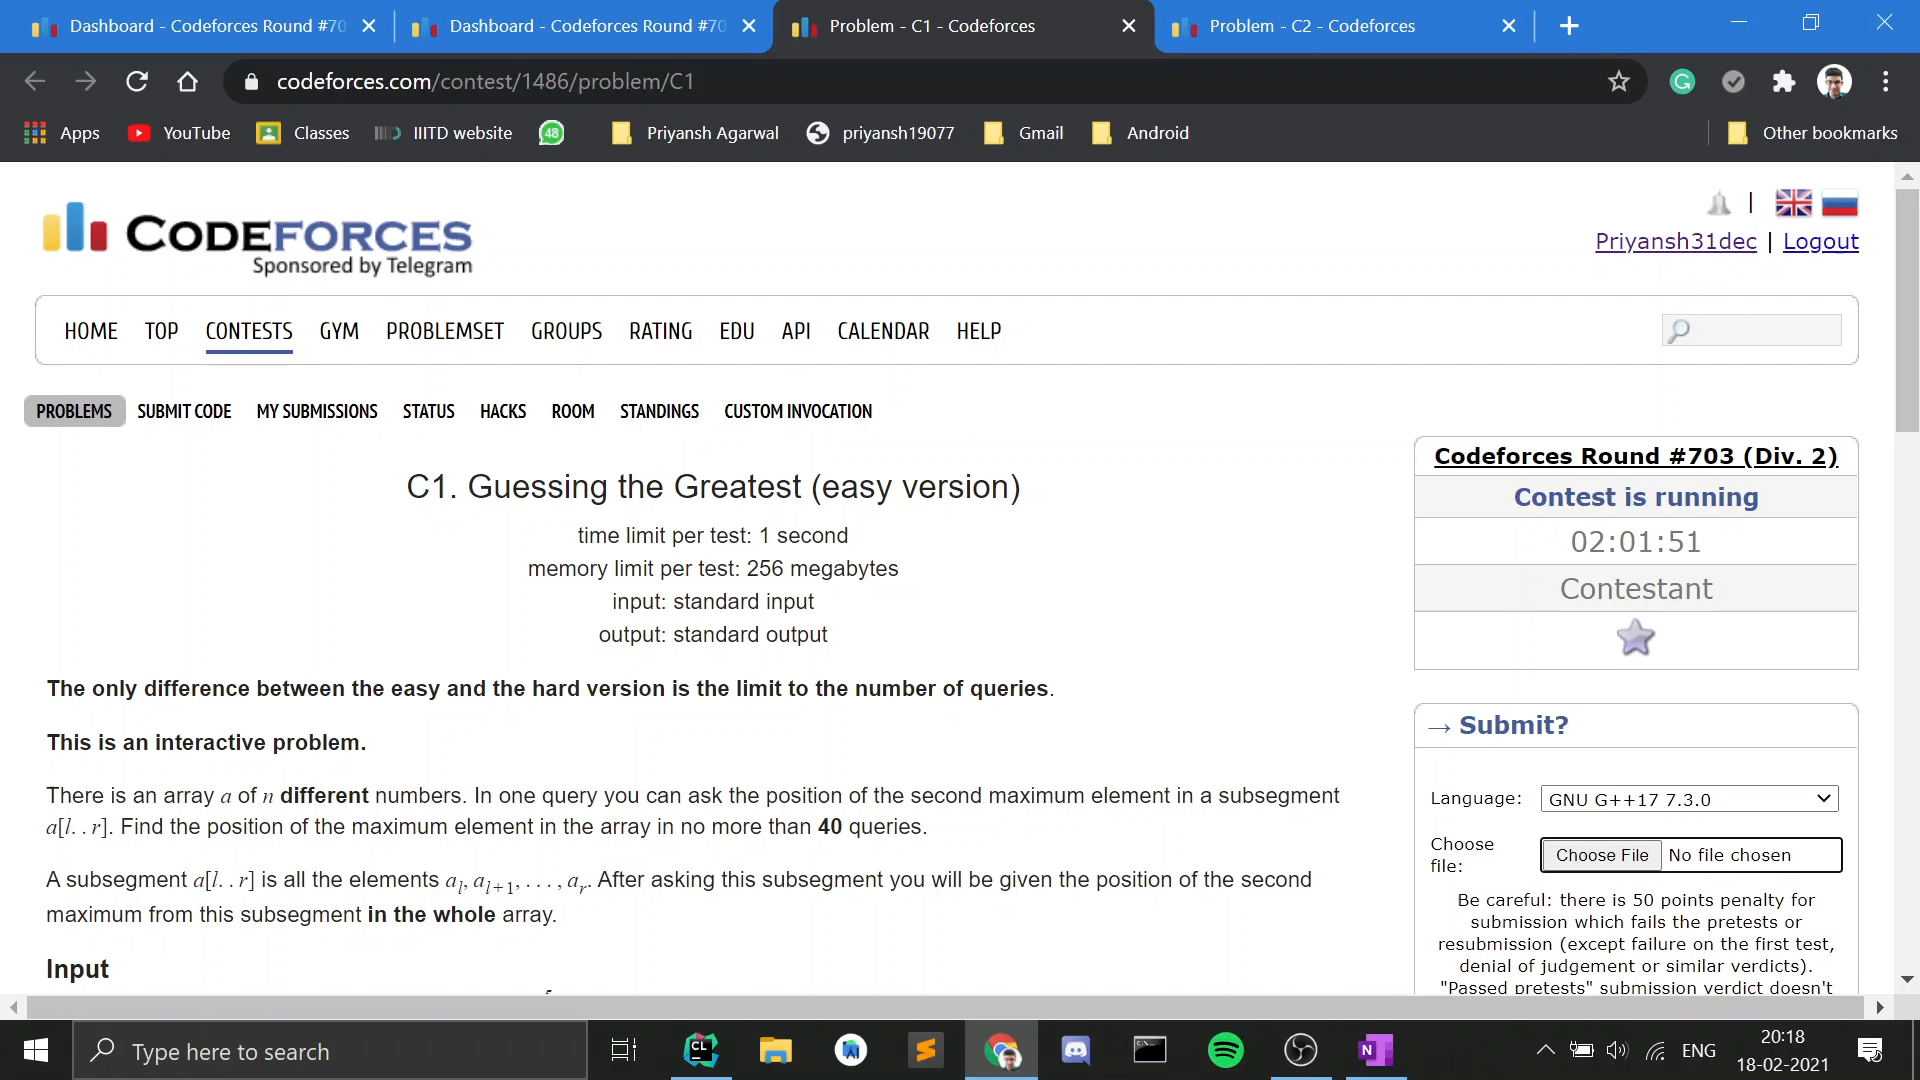 Dashboard - Codeforces Round #70
Dashboard - Codeforces Round #70
Problem - C1 - Codeforces
Problem - C2 - Codeforces
codeforces.com/contest/1486/problem/C1
Apps
YouTube
Classes
IIITD website
48
Priyansh Agarwal
priyansh19077
Gmail
Android
Other bookmarks
CODEFORCES
Sponsored by Telegram
|
Priyansh31dec | Logout
HOME TOP CONTESTS GYM PROBLEMSET GROUPS RATING EDU API CALENDAR HELP
PROBLEMS SUBMIT CODE MY SUBMISSIONS STATUS HACKS ROOM STANDINGS CUSTOM INVOCATION
C1. Guessing the Greatest (easy version)
time limit per test: 1 second
memory limit per test: 256 megabytes
input: standard input
output: standard output
The only difference between the easy and the hard version is the limit to the number of queries.
This is an interactive problem.
There is an array a of n different numbers. In one query you can ask the position of the second maximum element in a subsegment
a[l. . r]. Find the position of the maximum element in the array in no more than 40 queries.
A subsegment a[l. . r] is all the elements a_l, a_{l+1}, . . . , a_r. After asking this subsegment you will be given the position of the second
maximum from this subsegment in the whole array.
Input
Codeforces Round #703 (Div. 2)
Contest is running
02:01:51
Contestant
→ Submit?
Language: GNU G++17 7.3.0
Choose
file: Choose File No file chosen
Be careful: there is 50 points penalty for
submission which fails the pretests or
resubmission (except failure on the first test,
denial of judgement or similar verdicts).
"Passed pretests" submission verdict doesn't
Type here to search
CL
N
ENG
20:18
18-02-2021